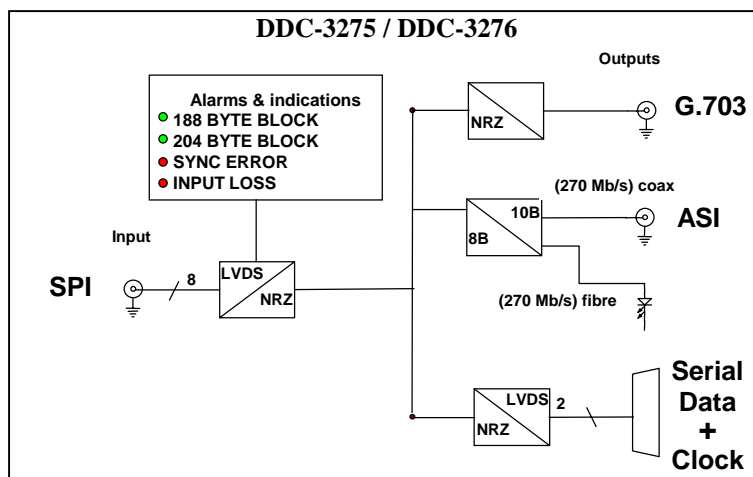 DDC-3275 / DDC-3276
Outputs
Alarms & indications
188 BYTE BLOCK
204 BYTE BLOCK
SYNC ERROR
INPUT LOSS
NRZ
G.703
(270 Mb/s) coax
10B
8B
ASI
Input
SPI
8
LVDS
NRZ
(270 Mb/s) fibre
LVDS
NRZ
2
Serial
Data
+
Clock